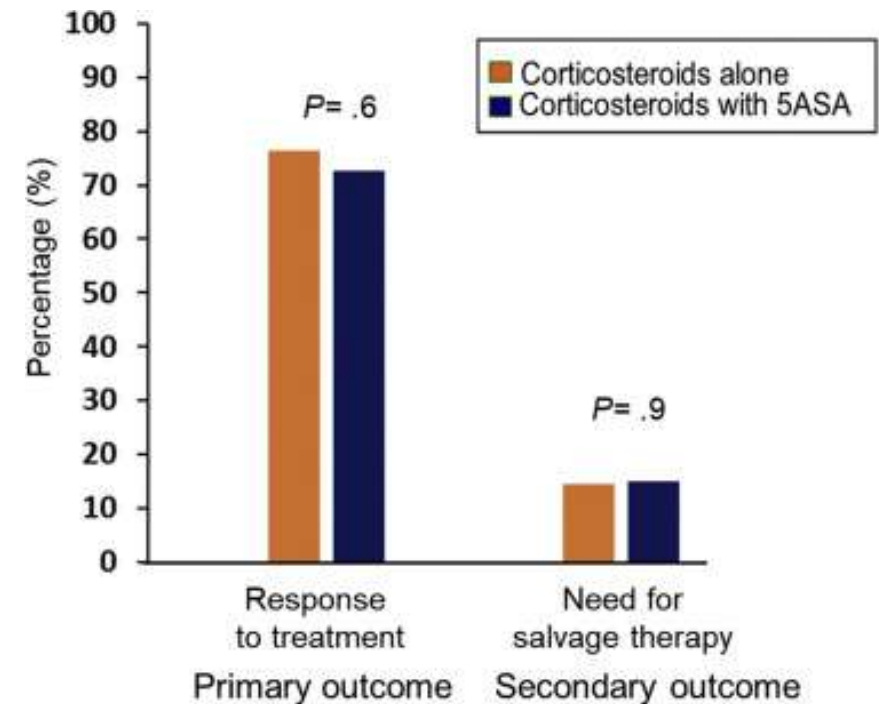 100
90
80
70
60
50
40
30
20
10
0
Percentage (%)
Corticosteroids alone
Corticosteroids with 5ASA
P= .6
P= .9
Response
to treatment
Primary outcome
Need for
salvage therapy
Secondary outcome